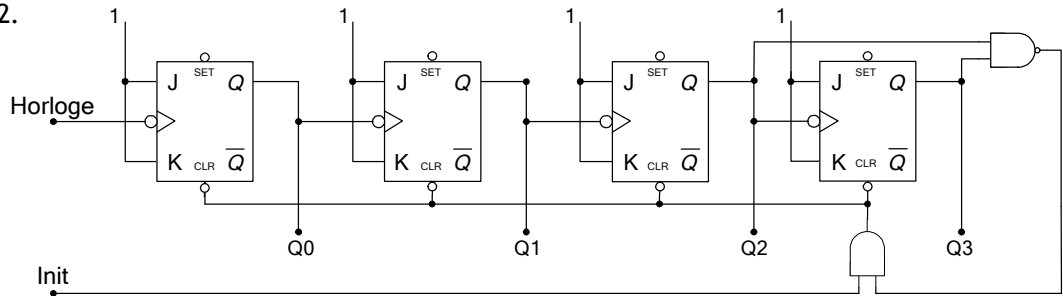 2.
1 1 1 1
SET SET SET SET
J Q J Q J Q J Q
Horloge
K CLR Q K CLR Q K CLR Q K CLR Q
Q0 Q1 Q2 Q3
Init